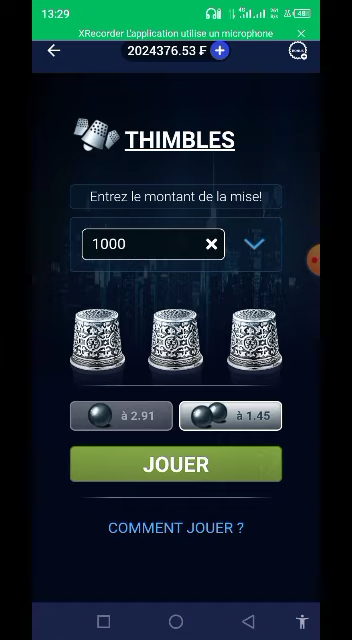 13:29
XRecorder L'application utilise un microphone
2024376.53 ₣
THIMBLES
Entrez le montant de la mise!
1000
à 2.91
à 1.45
JOUER
COMMENT JOUER ?